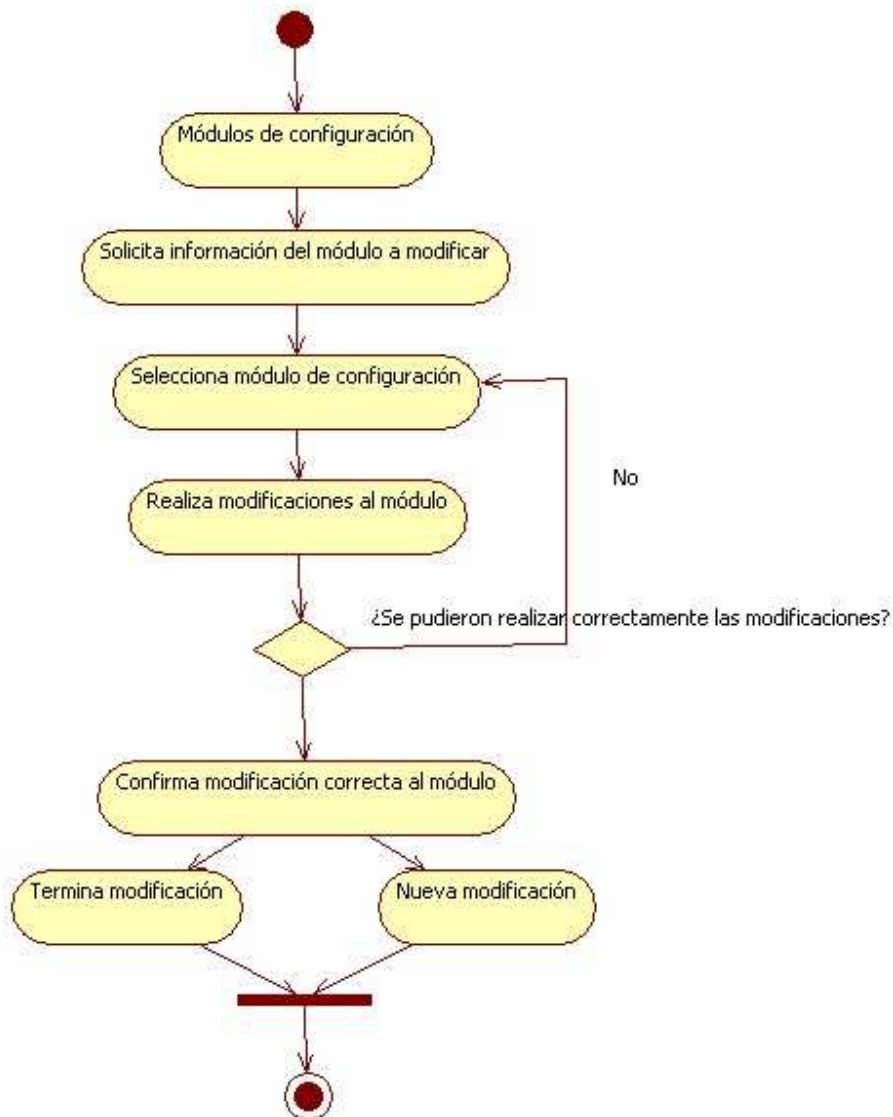 Módulos de configuración
Solicita información del módulo a modificar
Selecciona módulo de configuración
No
Realiza modificaciones al módulo
¿Se pudieron realizar correctamente las modificaciones?
Confirma modificación correcta al módulo
Termina modificación
Nueva modificación